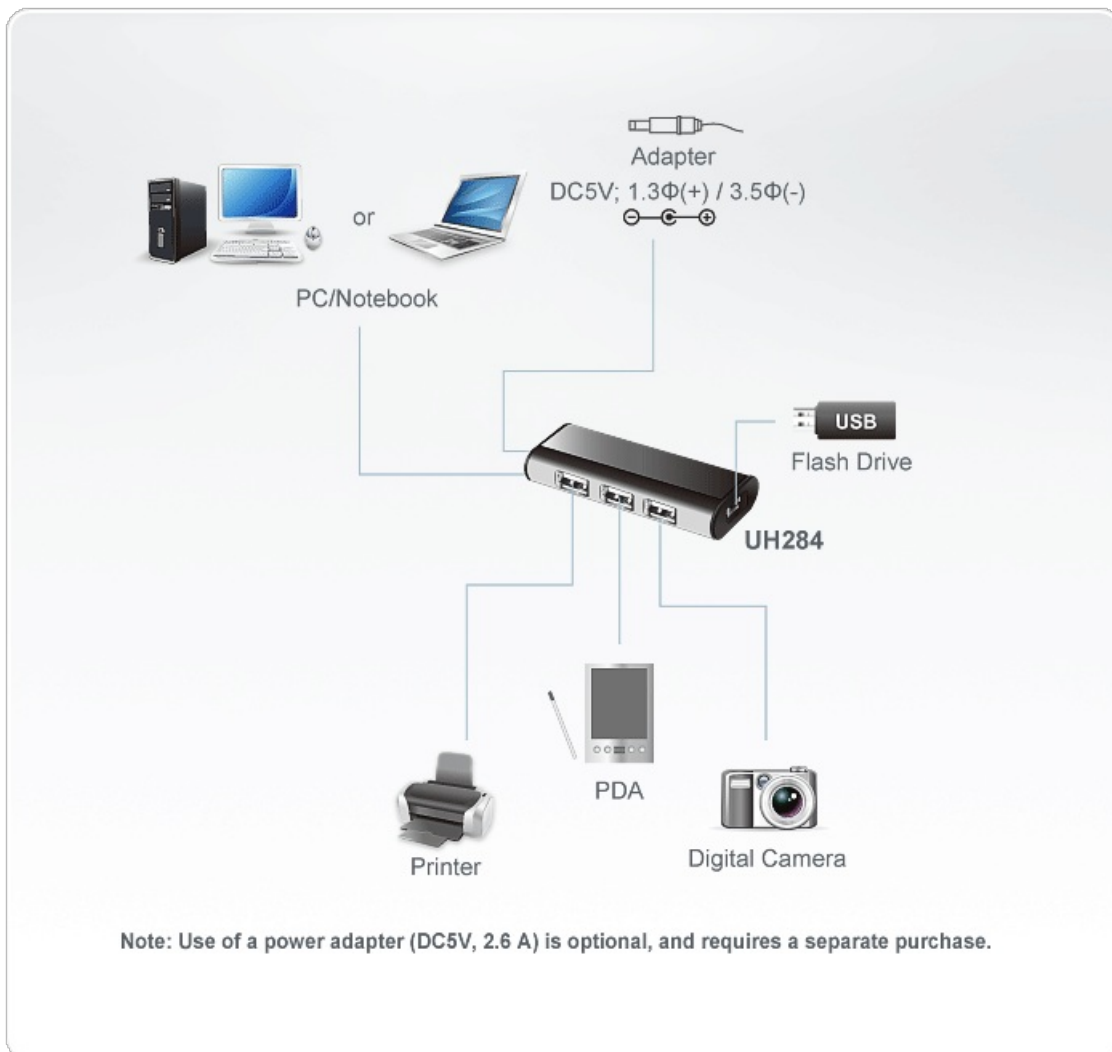 Adapter
DC5V; 1.3Φ(+) / 3.5Φ(-)
or
PC/Notebook
USB
Flash Drive
UH284
PDA
Printer
Digital Camera
Note: Use of a power adapter (DC5V, 2.6 A) is optional, and requires a separate purchase.